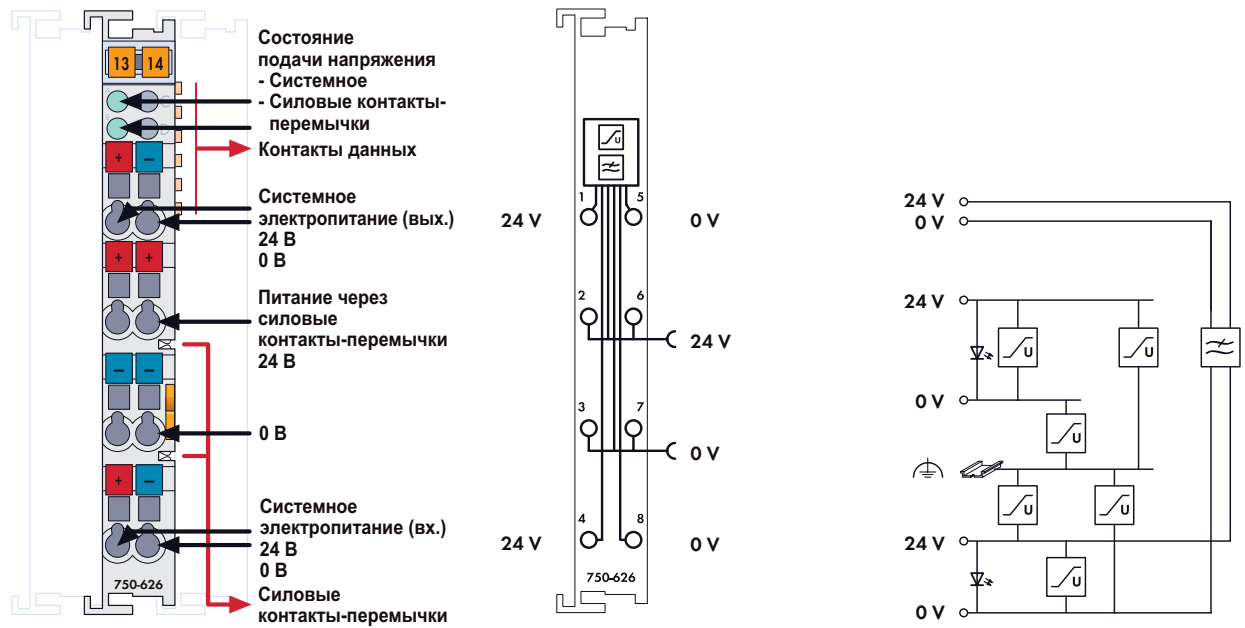 13 14
A C
B D
+ –
+ +
– –
+ –
750-626
Состояние
подачи напряжения
- Системное
- Силовые контакты-
перемычки
Контакты данных
Системное
электропитание (вых.)
24 В
0 В
Питание через
силовые
контакты-перемычки
24 В
0 В
Системное
электропитание (вх.)
24 В
0 В
Силовые
контакты-перемычки
U
1 5
24 V 0 V
2 6
24 V
3 7
0 V
4 8
24 V 0 V
750-626
24 V
0 V
24 V
U U
0 V
U
U U
24 V
U
0 V